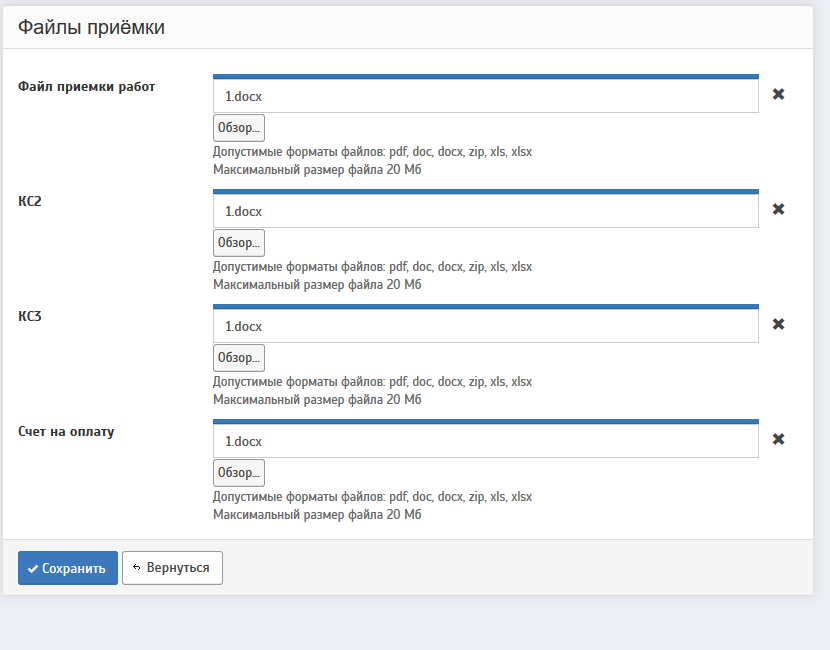 Файлы приёмки
Файл приемки работ
1.docx
Обзор...
Допустимые форматы файлов: pdf, doc, docx, zip, xls, xlsx
Максимальный размер файла 20 Мб
КС2
1.docx
Обзор...
Допустимые форматы файлов: pdf, doc, docx, zip, xls, xlsx
Максимальный размер файла 20 Мб
КС3
1.docx
Обзор...
Допустимые форматы файлов: pdf, doc, docx, zip, xls, xlsx
Максимальный размер файла 20 Мб
Счет на оплату
1.docx
Обзор...
Допустимые форматы файлов: pdf, doc, docx, zip, xls, xlsx
Максимальный размер файла 20 Мб
Сохранить Вернуться